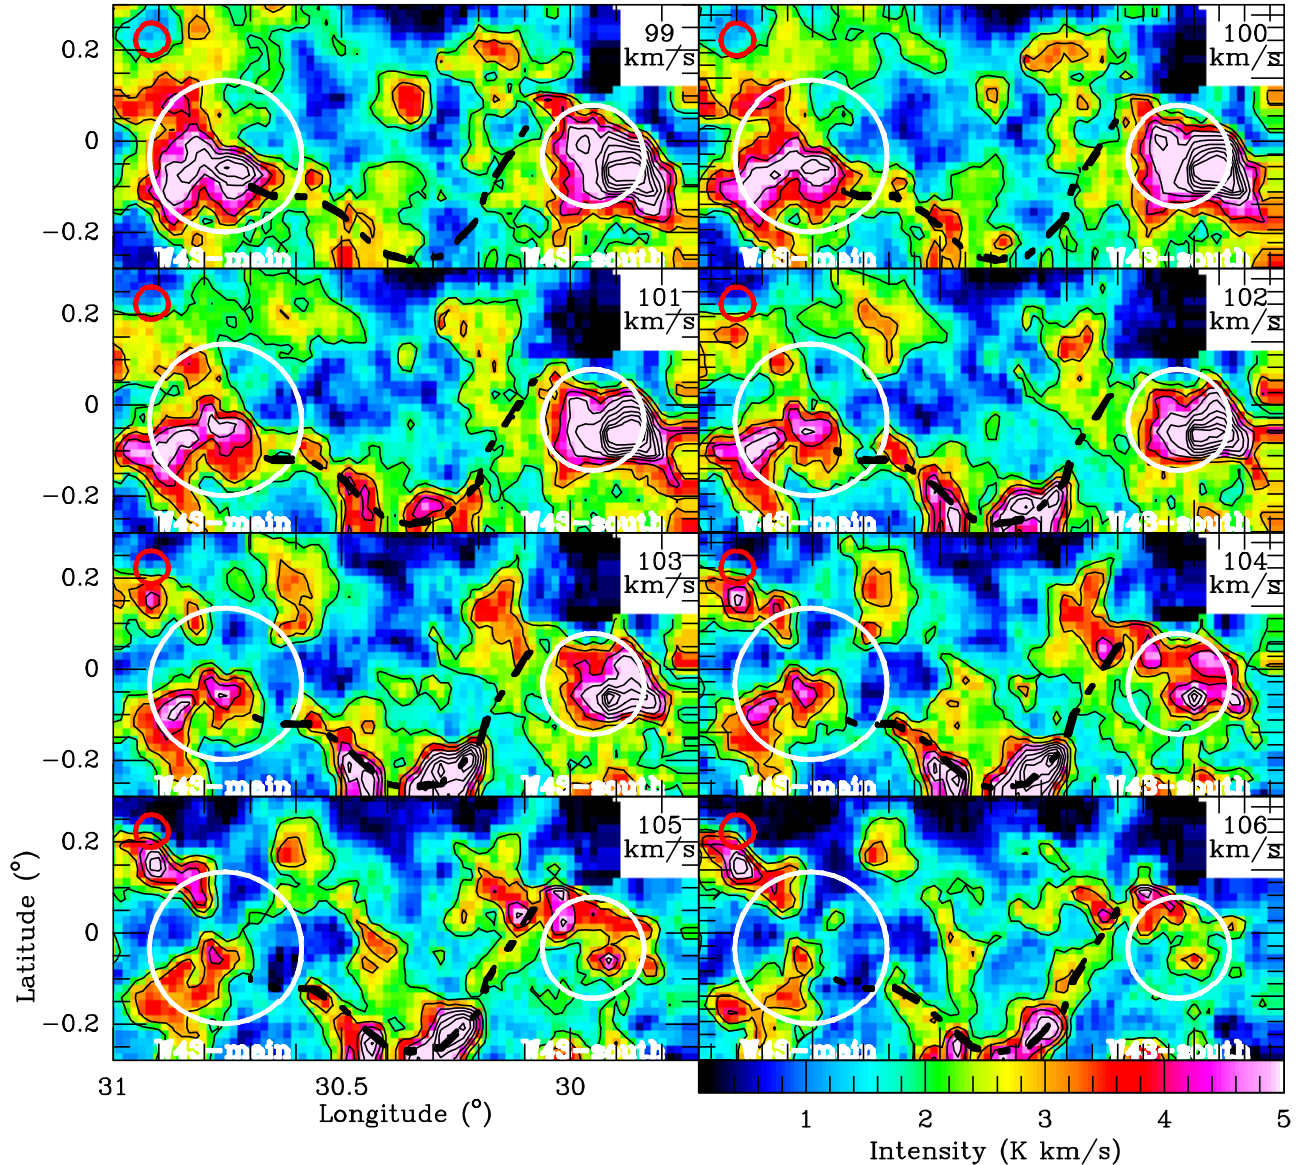 0.2
99
km/s
100
km/s
0
−0.2
W43-main
W43-south
W43-main
W43-south
0.2
101
km/s
102
km/s
0
−0.2
W43-main
W43-south
W43-main
W43-south
0.2
103
km/s
104
km/s
0
−0.2
W43-main
W43-south
W43-main
W43-south
0.2
105
km/s
106
km/s
0
−0.2
W43-main
W43-south
W43-main
W43-south
Latitude (°)
31 30.5 30
Longitude (°)
1 2 3 4 5
Intensity (K km/s)